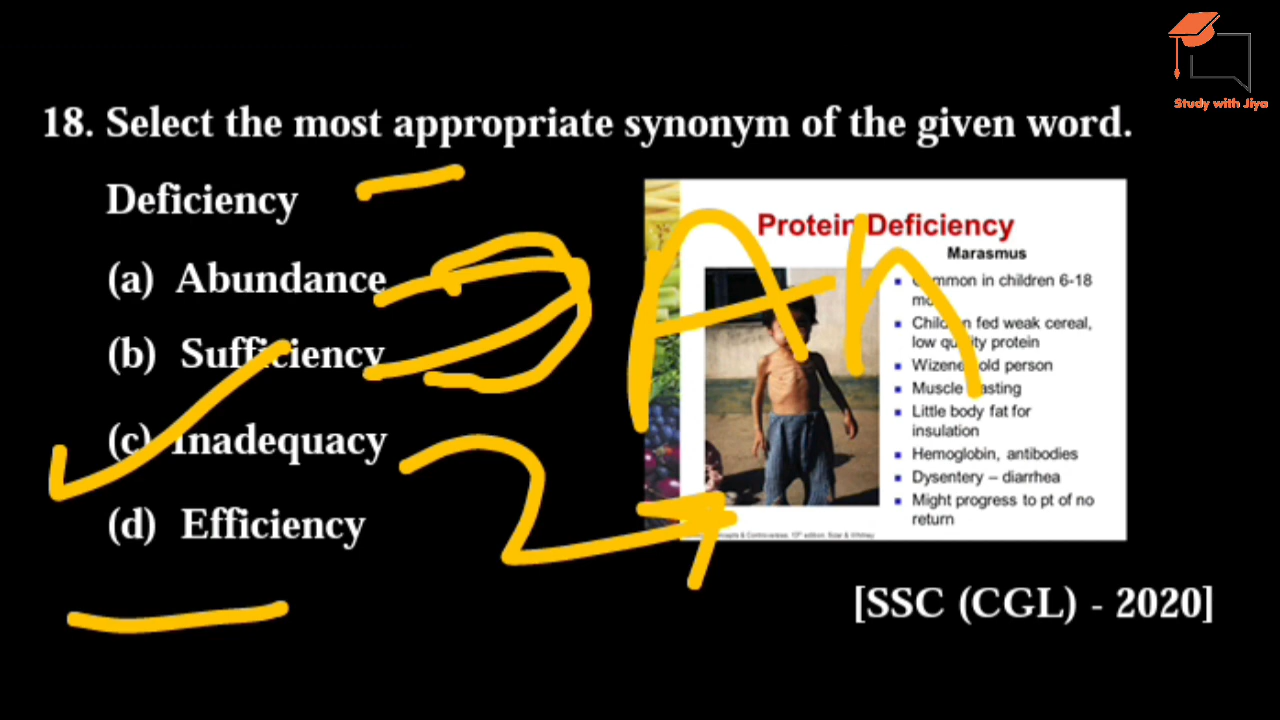 Study with Jiya
18. Select the most appropriate synonym of the given word.
Deficiency
(a) Abundance
(b) Sufficiency
(c) Inadequacy
(d) Efficiency
An
Protein Deficiency
Marasmus
Common in children 6-18
Children fed weak cereal,
low quality protein
Wizened old person
Muscle wasting
Little body fat for
insulation
Hemoglobin, antibodies
Dysentery – diarrhea
Might progress to pt of no
return
[SSC (CGL) - 2020]